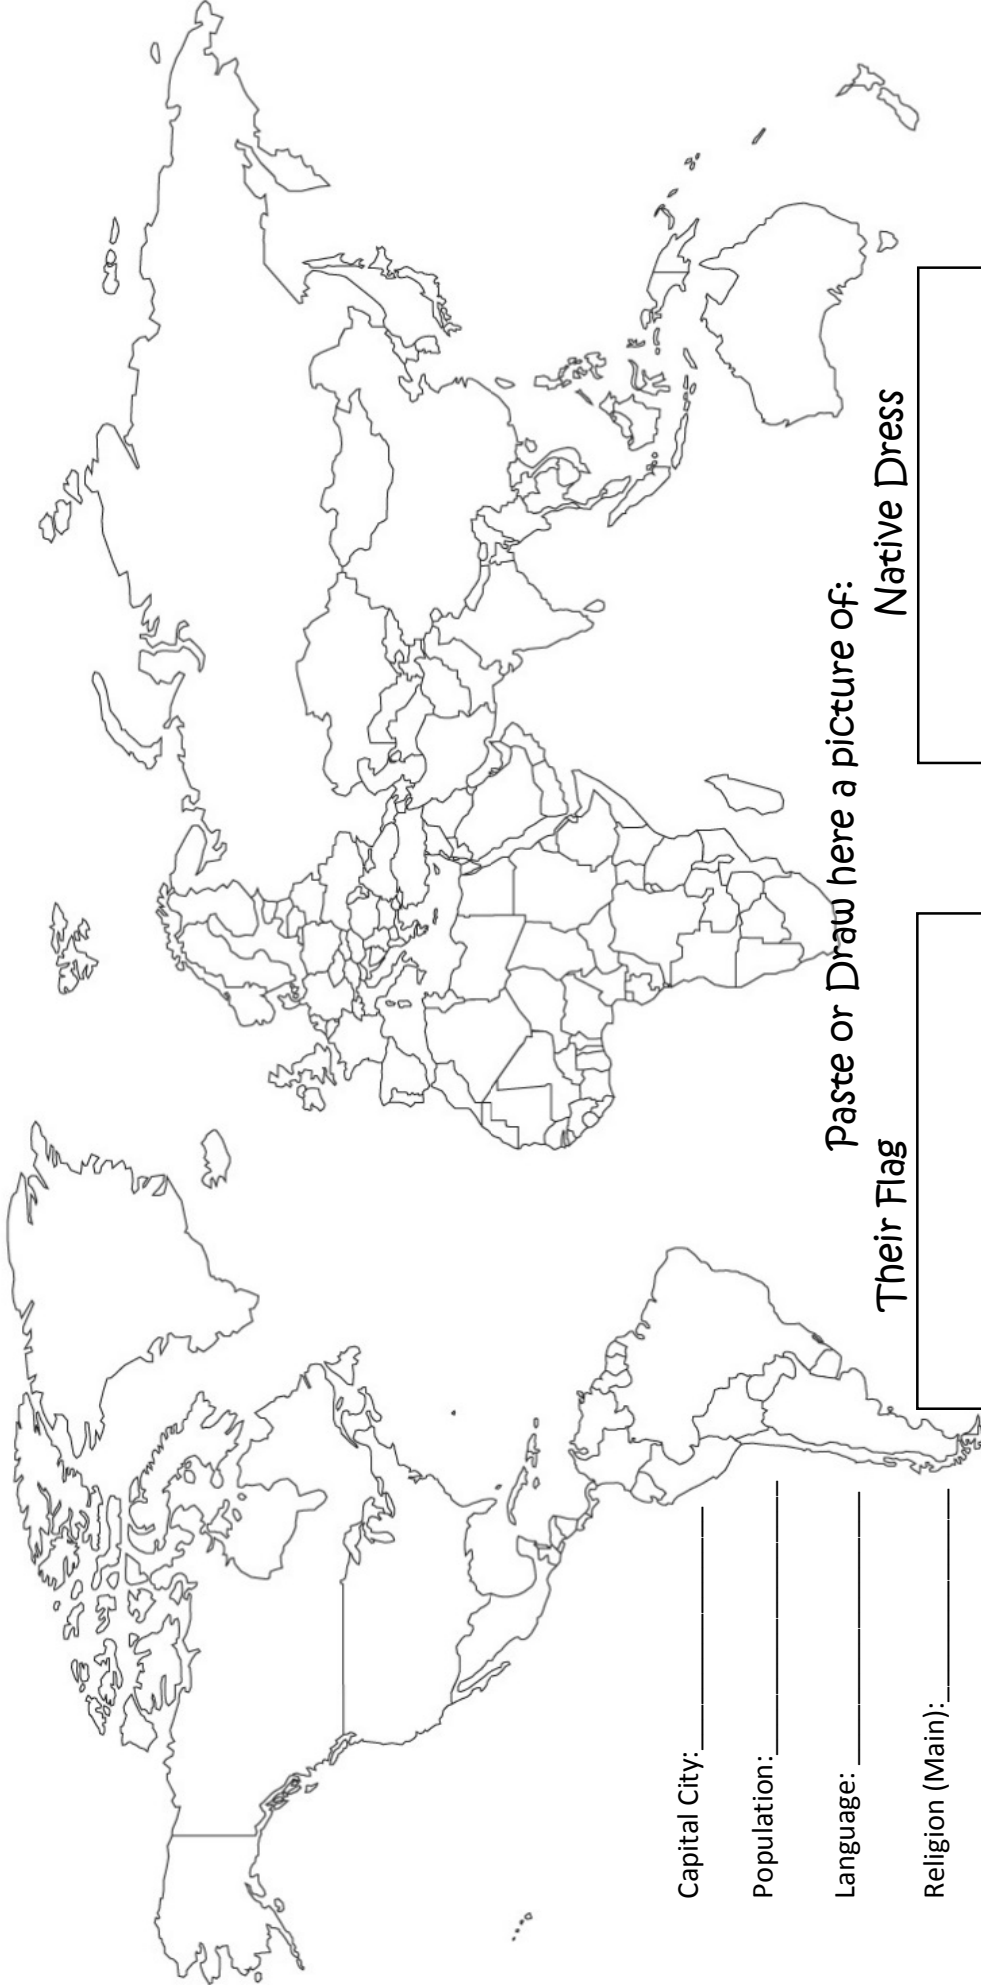 Capital City:
Population:
Language:
Religion (Main):
Paste or Draw here a picture of:
Their Flag
Native Dress